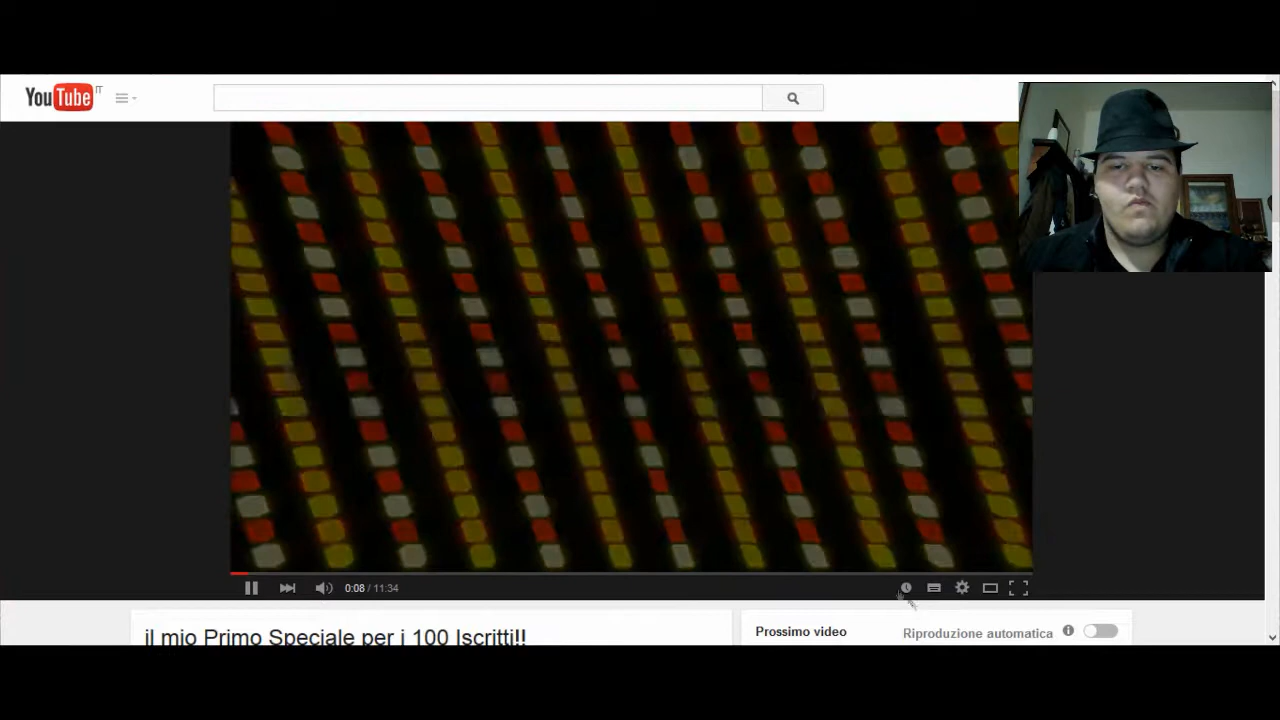 YouTube IT
0:08 / 11:34
il mio Primo Speciale per i 100 Iscritti!!
Prossimo video
Riproduzione automatica